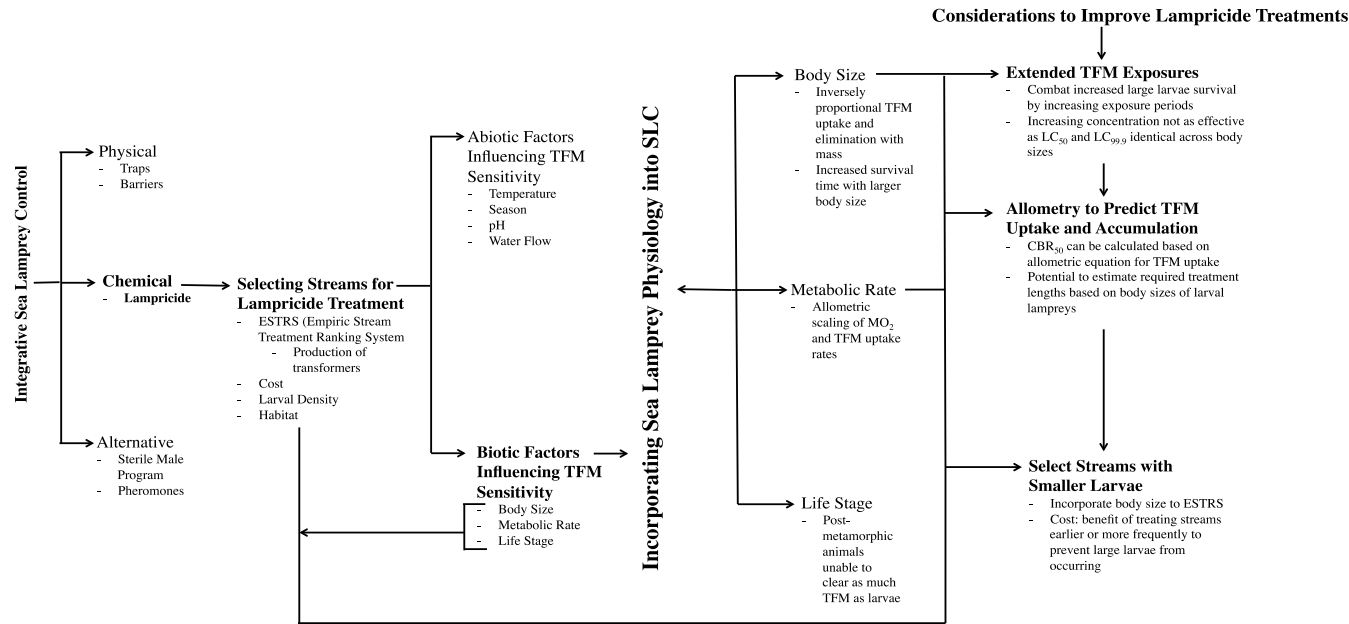 Integrative Sea Lamprey Control
Physical
- Traps
- Barriers
Chemical
- Lampricide
Alternative
- Sterile Male
Program
- Pheromones
Selecting Streams for
Lampricide Treatment
- ESTRS (Empiric Stream
Treatment Ranking System
- Production of
transformers
- Cost
- Larval Density
- Habitat
Abiotic Factors
Influencing TFM
Sensitivity
- Temperature
- Season
- pH
- Water Flow
Biotic Factors
Influencing TFM
Sensitivity
- Body Size
- Metabolic Rate
- Life Stage
Incorporating Sea Lamprey Physiology into SLC
Body Size
- Inversely
proportional TFM
uptake and
elimination with
mass
- Increased survival
time with larger
body size
Metabolic Rate
- Allometric
scaling of MO2
and TFM uptake
rates
Life Stage
- Post-
metamorphic
animals
unable to
clear as much
TFM as larvae
Considerations to Improve Lampricide Treatments
Extended TFM Exposures
- Combat increased large larvae survival
by increasing exposure periods
- Increasing concentration not as effective
as LC50 and LC99.9 identical across body
sizes
Allometry to Predict TFM
Uptake and Accumulation
- CBR50 can be calculated based on
allometric equation for TFM uptake
- Potential to estimate required treatment
lengths based on body sizes of larval
lampreys
Select Streams with
Smaller Larvae
- Incorporate body size to ESTRS
- Cost: benefit of treating streams
earlier or more frequently to
prevent large larvae from
occurring